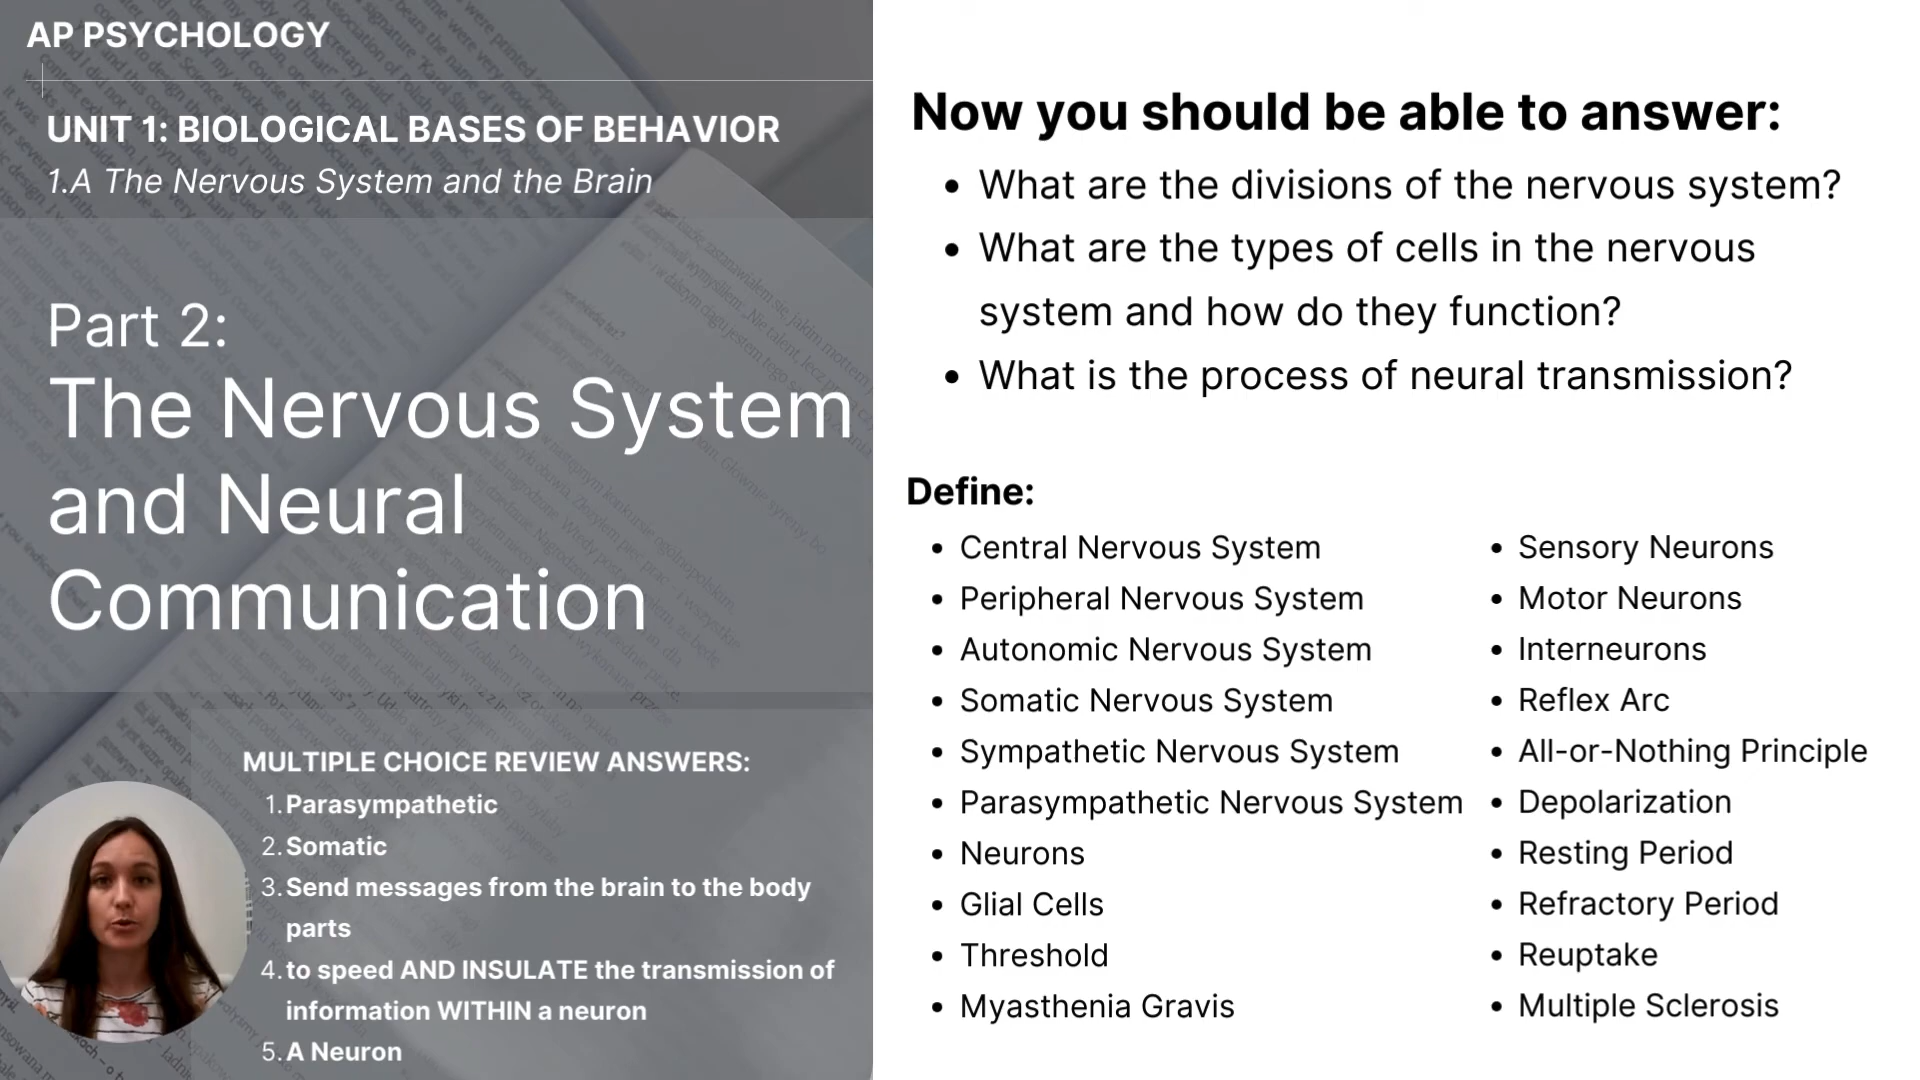 AP PSYCHOLOGY
UNIT 1: BIOLOGICAL BASES OF BEHAVIOR
1.A The Nervous System and the Brain
Part 2:
The Nervous System
and Neural
Communication
MULTIPLE CHOICE REVIEW ANSWERS:
1. Parasympathetic
2. Somatic
3. Send messages from the brain to the body
parts
4. to speed AND INSULATE the transmission of
information WITHIN a neuron
5. A Neuron
Now you should be able to answer:
• What are the divisions of the nervous system?
• What are the types of cells in the nervous
system and how do they function?
• What is the process of neural transmission?
Define:
• Central Nervous System
• Peripheral Nervous System
• Autonomic Nervous System
• Somatic Nervous System
• Sympathetic Nervous System
• Parasympathetic Nervous System
• Neurons
• Glial Cells
• Threshold
• Myasthenia Gravis
• Sensory Neurons
• Motor Neurons
• Interneurons
• Reflex Arc
• All-or-Nothing Principle
• Depolarization
• Resting Period
• Refractory Period
• Reuptake
• Multiple Sclerosis